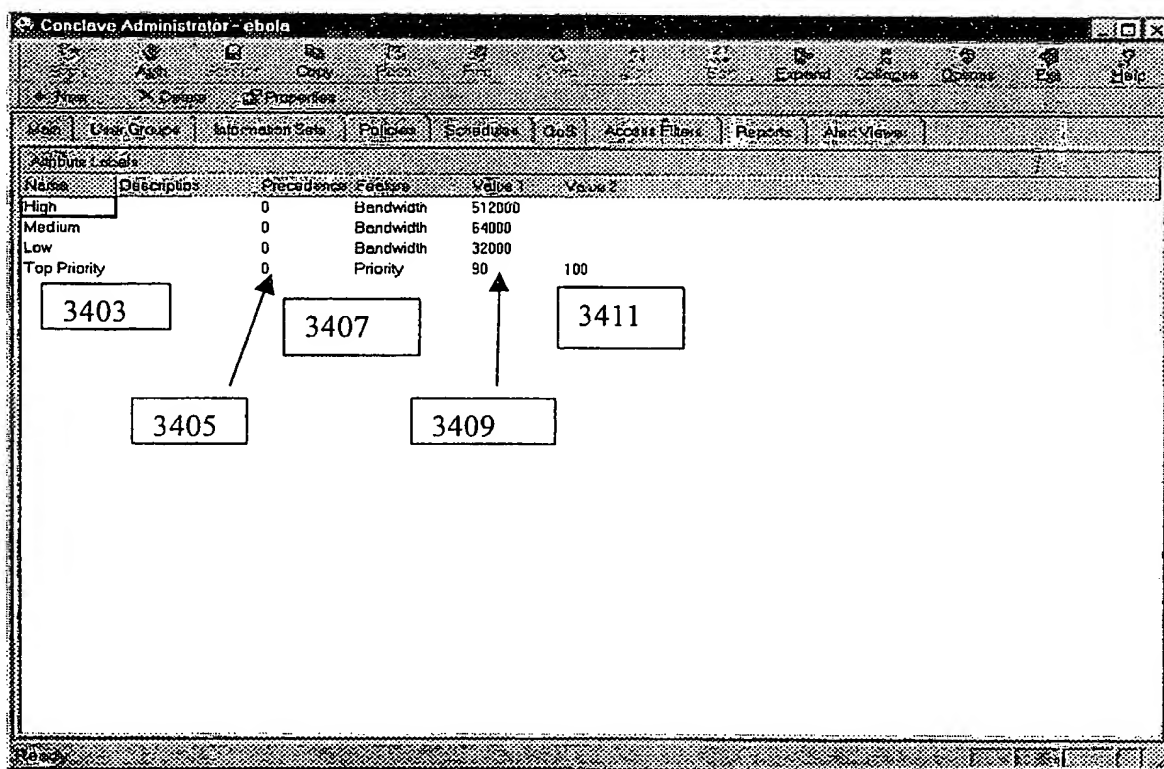 Conclave Administrator - ebola
Copy Expand Collapse Options Exit Help
New Delete Properties
Main User Groups Information Sets Policies Schedules QoS Access Filters Reports Alert Viewer
Attribute Labels
Name Description Precedence Feature Value 1 Value 2
High 0 Bandwidth 512000
Medium 0 Bandwidth 64000
Low 0 Bandwidth 32000
Top Priority 0 Priority 90 100
3403
3407
3411
3405
3409
Ready